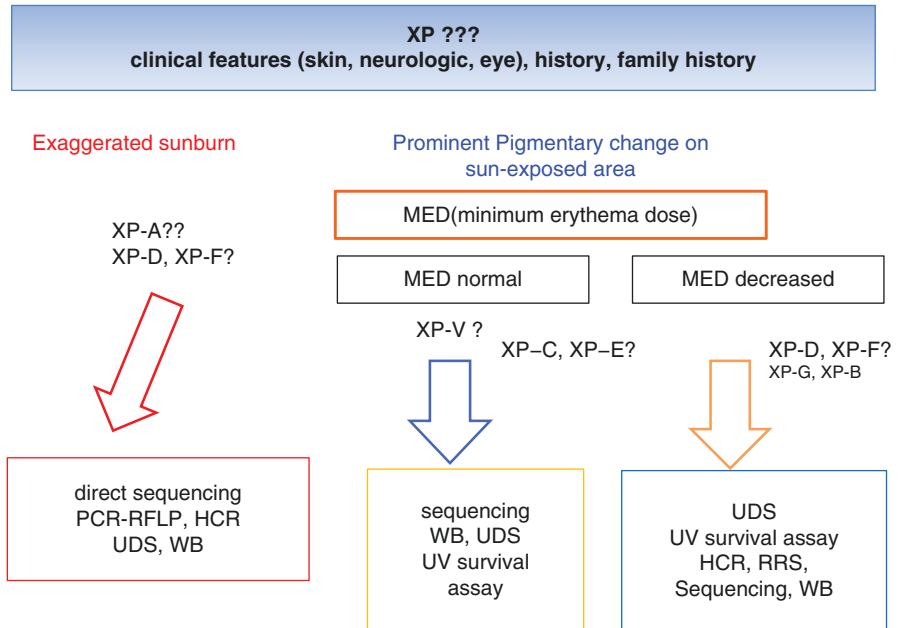 XP ???
clinical features (skin, neurologic, eye), history, family history
Exaggerated sunburn
XP-A??
XP-D, XP-F?
direct sequencing
PCR-RFLP, HCR
UDS, WB
Prominent Pigmentary change on
sun-exposed area
MED(minimum erythema dose)
MED normal
XP-V ?
XP–C, XP–E?
sequencing
WB, UDS
UV survival
assay
MED decreased
XP-D, XP-F?
XP-G, XP-B
UDS
UV survival assay
HCR, RRS,
Sequencing, WB